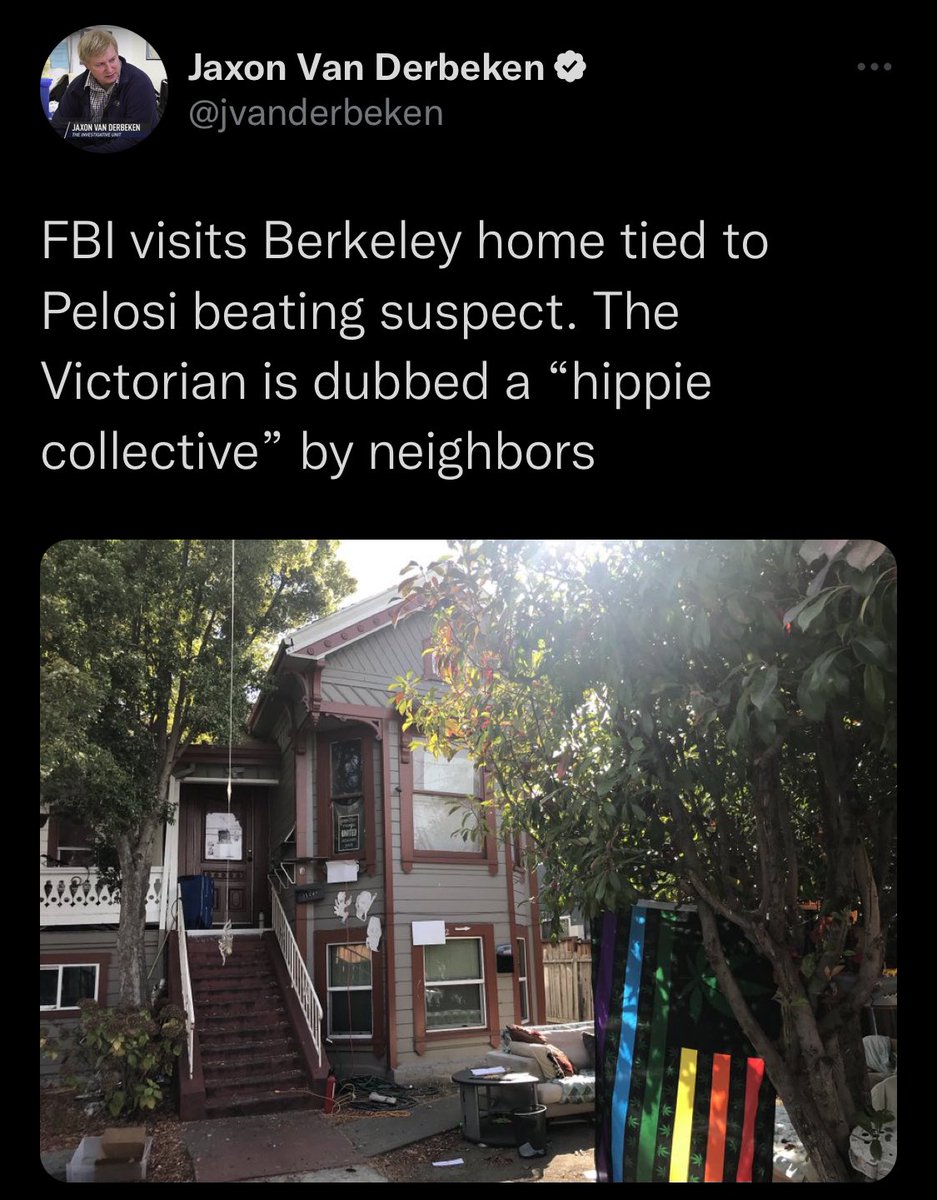 Jaxon Van Derbeken
@jvanderbeken
JAXON VAN DERBEKEN
THE INVESTIGATIVE UNIT
FBI visits Berkeley home tied to
Pelosi beating suspect. The
Victorian is dubbed a “hippie
collective” by neighbors
UNITED